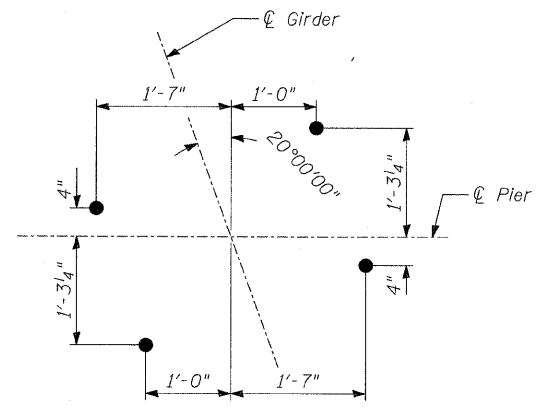 ℄ Girder
1'-7" 1'-0"
20°00'00"
4" 1'-3¼" ℄ Pier
1'-3¼" 4"
1'-0" 1'-7"